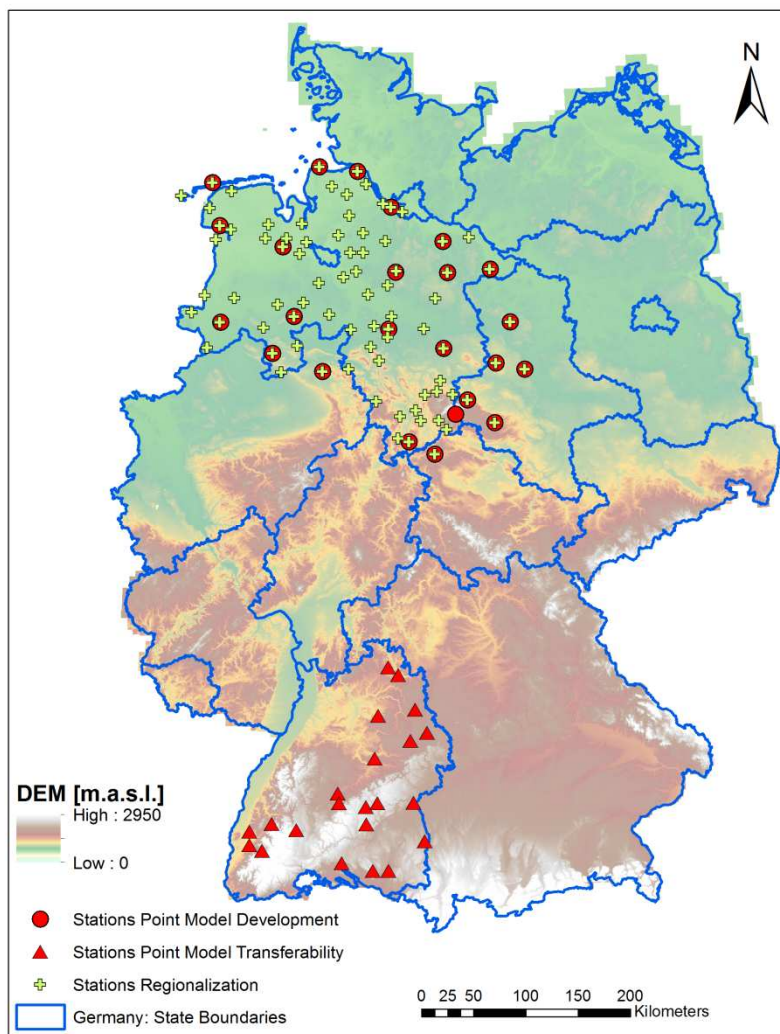 N
DEM [m.a.s.l.]
High : 2950
Low : 0
Stations Point Model Development
Stations Point Model Transferability
Stations Regionalization
Germany: State Boundaries
0 25 50 100 150 200
Kilometers